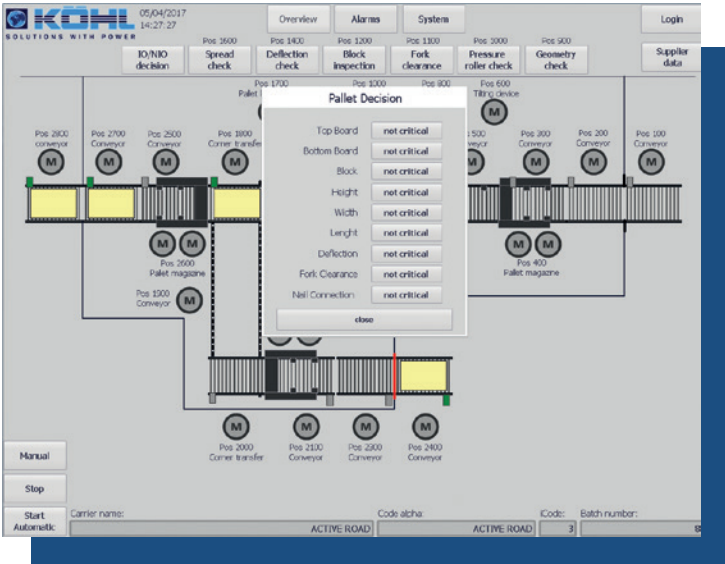 KÖHL
SOLUTIONS WITH POWER
05/04/2017
14:27:27
Overview
Alarms
System
Login
Pos 1600
Pos 1400
Pos 1200
Pos 1100
Pos 1000
Pos 900
IO/NIO
decision
Spread
check
Deflection
check
Block
inspection
Fork
clearance
Pressure
roller check
Geometry
check
Supplier
data
Pos 1700
Pallet
Pos 1000
Pos 800
Pos 600
Tilting device
M
Pos 2800
conveyor
M
Pos 2700
Conveyor
M
Pos 2500
Conveyor
M
Pos 1800
Corner transfe
M
500
veyor
M
Pos 300
Conveyor
M
Pos 200
Conveyor
M
Pos 100
Conveyor
M
Pallet Decision
Top Board not critical
Bottom Board not critical
Block not critical
Height not critical
Width not critical
Lenght not critical
Deflection not critical
Fork Clearance not critical
Nail Connection not critical
close
M M
Pos 2600
Pallet magazine
M M
Pos 400
Pallet magazine
Pos 1900
Conveyor
M
M
Pos 2000
Corner transfer
M
Pos 2100
Conveyor
M
Pos 2300
Conveyor
M
Pos 2400
Conveyor
Manual
Stop
Start
Automatic
Carrier name:
ACTIVE ROAD
Code alpha:
ACTIVE ROAD
iCode:
3
Batch number: